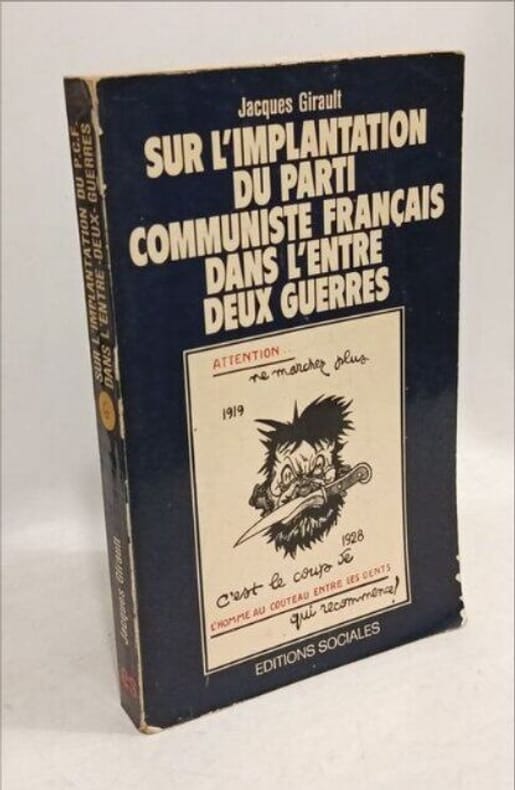 Jacques Girault
SUR L'IMPLANTATION
DU PARTI
COMMUNISTE FRANÇAIS
DANS L'ENTRE
DEUX GUERRES
ATTENTION...
ne marchez plus
1919
1928
C'est le coup de
L'HOMME AU COUTEAU ENTRE LES DENTS
qui recommence!
EDITIONS SOCIALES
SUR L'IMPLANTATION DU P.C.F.
DANS L'ENTRE-DEUX-GUERRES
Jacques Girault